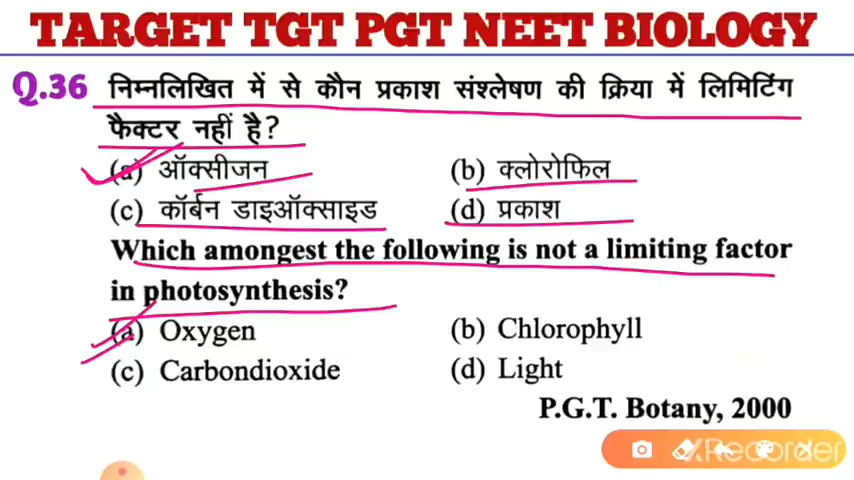 TARGET TGT PGT NEET BIOLOGY
Q.36 निम्नलिखित में से कौन प्रकाश संश्लेषण की क्रिया में लिमिटिंग
फैक्टर नहीं है?
(a) ऑक्सीजन (b) क्लोरोफिल
(c) कॉर्बन डाइऑक्साइड (d) प्रकाश
Which amongest the following is not a limiting factor
in photosynthesis?
(a) Oxygen (b) Chlorophyll
(c) Carbondioxide (d) Light
P.G.T. Botany, 2000
XRecorder